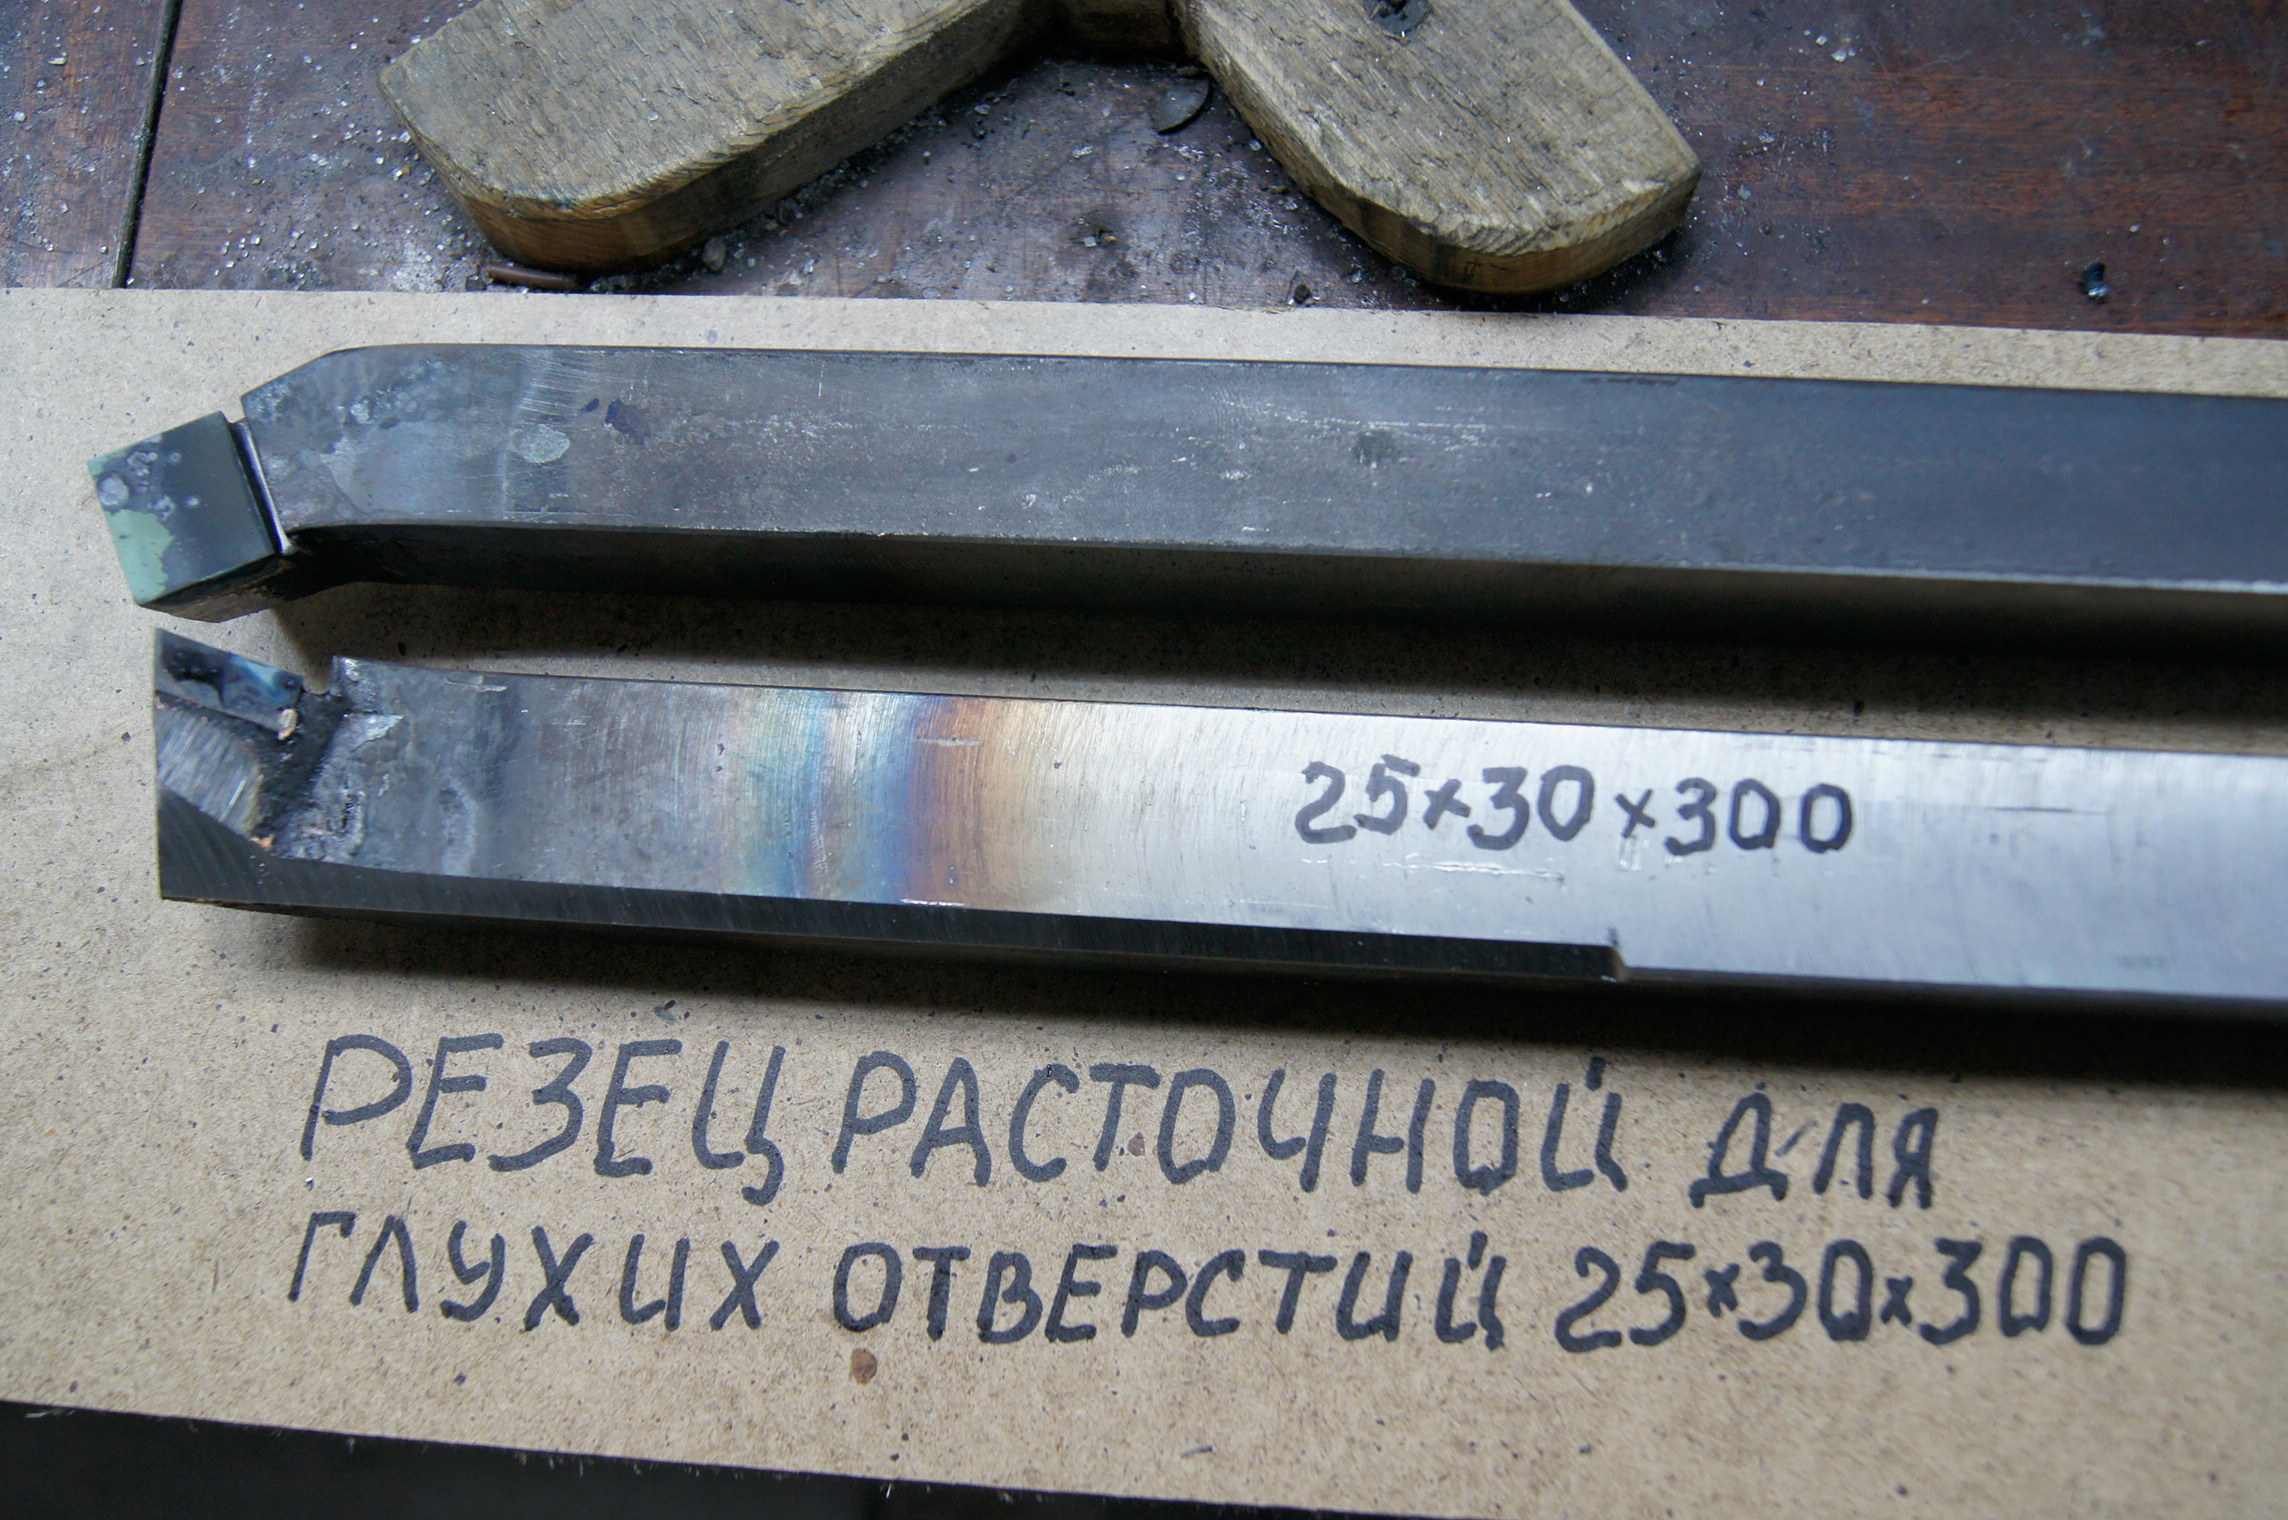 25×30×300
РЕЗЕЦ РАСТОЧНОЙ ДЛЯ
ГЛУХИХ ОТВЕРСТИЙ 25×30×300